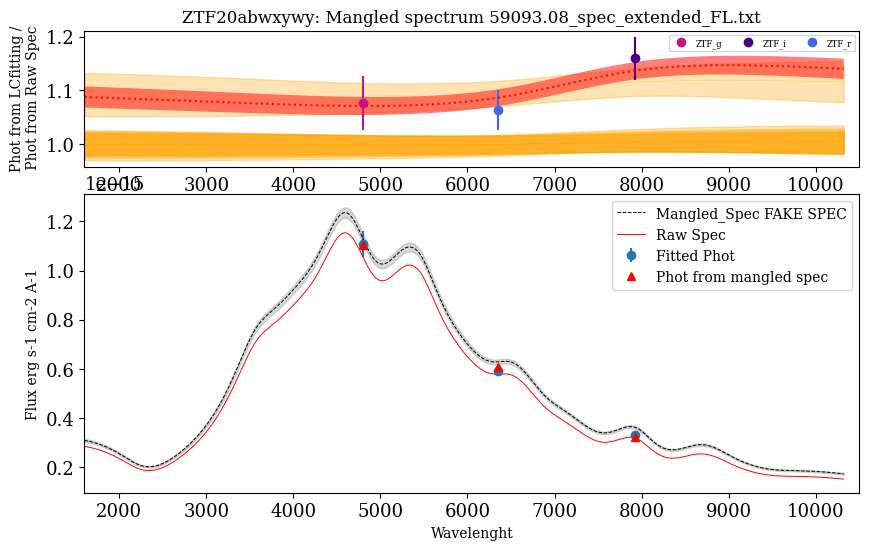 ZTF20abwxywy: Mangled spectrum 59093.08_spec_extended_FL.txt
Phot from LCfitting /
Phot from Raw Spec
1.2
1.1
1.0
ZTF_g
ZTF_i
ZTF_r
2000 3000 4000 5000 6000 7000 8000 9000 10000
1e−15
Flux erg s-1 cm-2 A-1
1.2
1.0
0.8
0.6
0.4
0.2
Mangled_Spec FAKE SPEC
Raw Spec
Fitted Phot
Phot from mangled spec
2000 3000 4000 5000 6000 7000 8000 9000 10000
Wavelenght